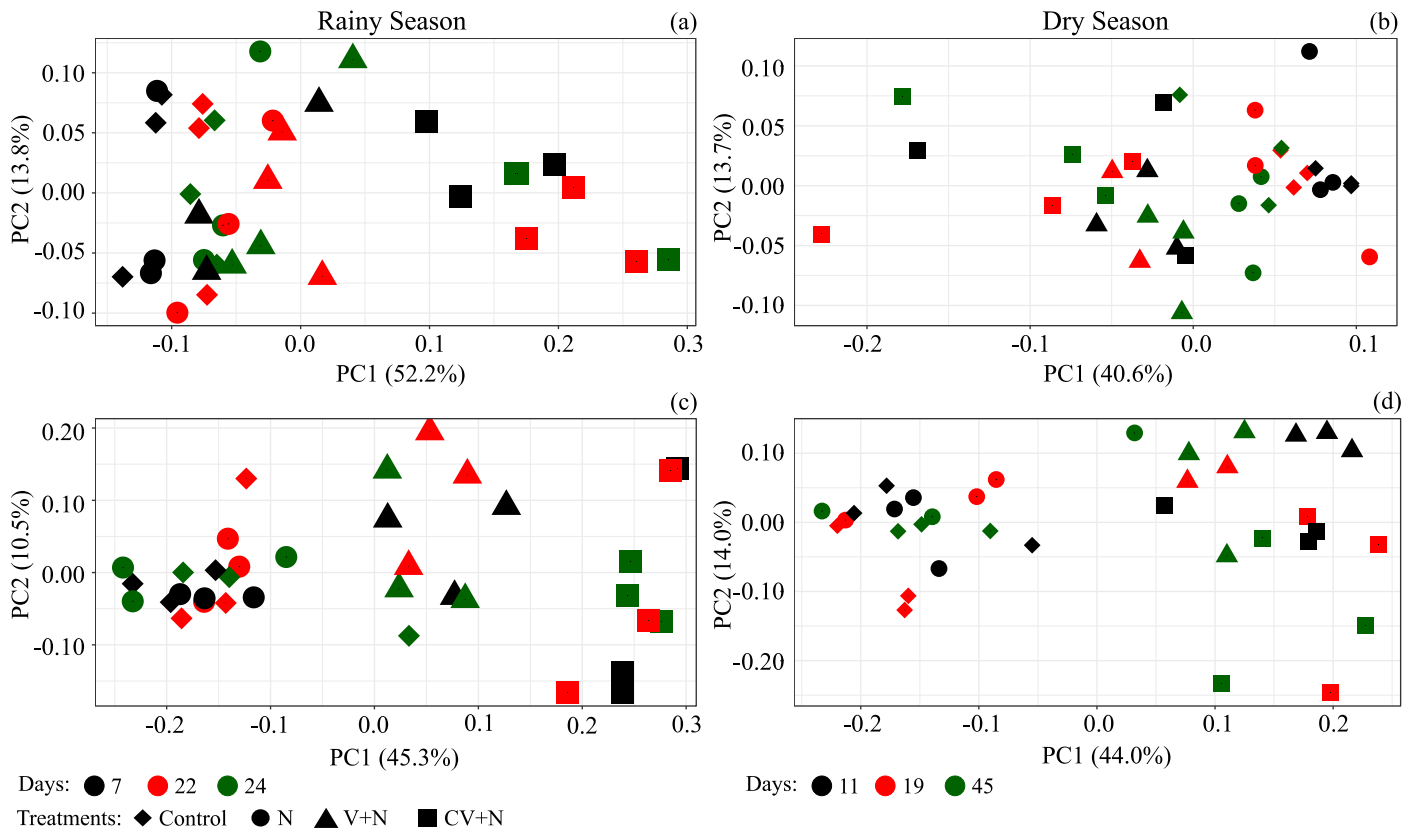 Rainy Season (a) Dry Season (b)
0.10 0.10
0.05 0.05
0.00 0.00
-0.05 -0.05
-0.10 -0.10
PC2 (13.8%) PC2 (13.7%)
-0.1 0.0 0.1 0.2 0.3 -0.2 -0.1 0.0 0.1
PC1 (52.2%) PC1 (40.6%)
(c) (d)
0.20 0.10
0.10 0.00
0.00 -0.10
-0.10 -0.20
PC2 (10.5%) PC2 (14.0%)
-0.2 -0.1 0.0 0.1 0.2 0.3 -0.2 -0.1 0.0 0.1 0.2
PC1 (45.3%) PC1 (44.0%)
Days: 7 22 24 Days: 11 19 45
Treatments: Control N V+N CV+N